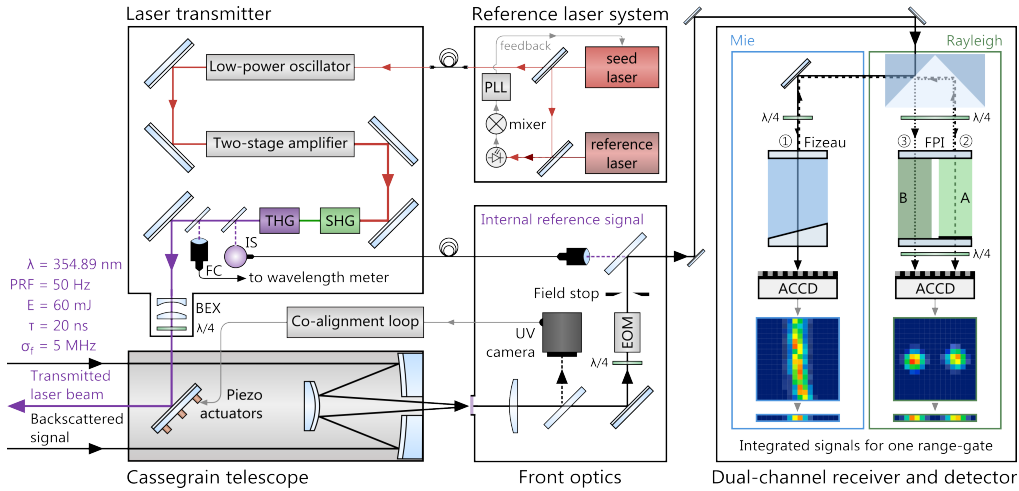 Laser transmitter
Low-power oscillator
Two-stage amplifier
THG
SHG
IS
FC
to wavelength meter
λ = 354.89 nm
PRF = 50 Hz
E = 60 mJ
τ = 20 ns
σf = 5 MHz
BEX
λ/4
Reference laser system
feedback
seed
laser
PLL
mixer
reference
laser
Internal reference signal
Field stop
UV
camera
EOM
λ/4
Front optics
Co-alignment loop
Transmitted
laser beam
Backscattered
signal
Piezo
actuators
Cassegrain telescope
Mie
Rayleigh
λ/4
λ/4
① Fizeau
③ FPI ②
B
A
λ/4
ACCD
ACCD
Integrated signals for one range-gate
Dual-channel receiver and detector